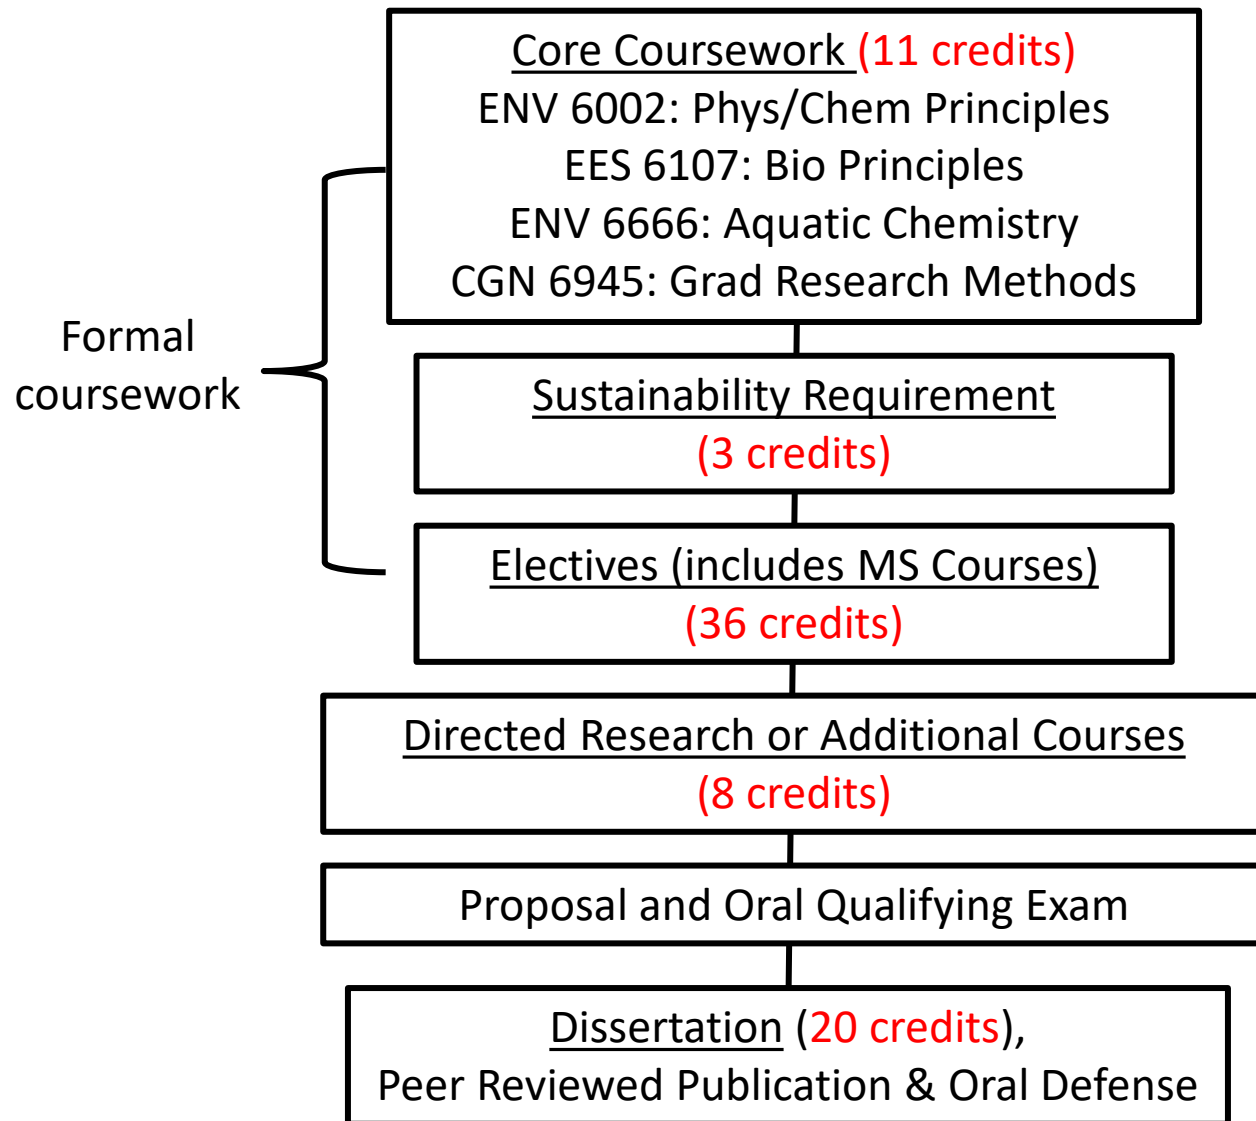 Core Coursework (11 credits)
ENV 6002: Phys/Chem Principles
EES 6107: Bio Principles
ENV 6666: Aquatic Chemistry
CGN 6945: Grad Research Methods
Formal
coursework
Sustainability Requirement
(3 credits)
Electives (includes MS Courses)
(36 credits)
Directed Research or Additional Courses
(8 credits)
Proposal and Oral Qualifying Exam
Dissertation (20 credits),
Peer Reviewed Publication & Oral Defense